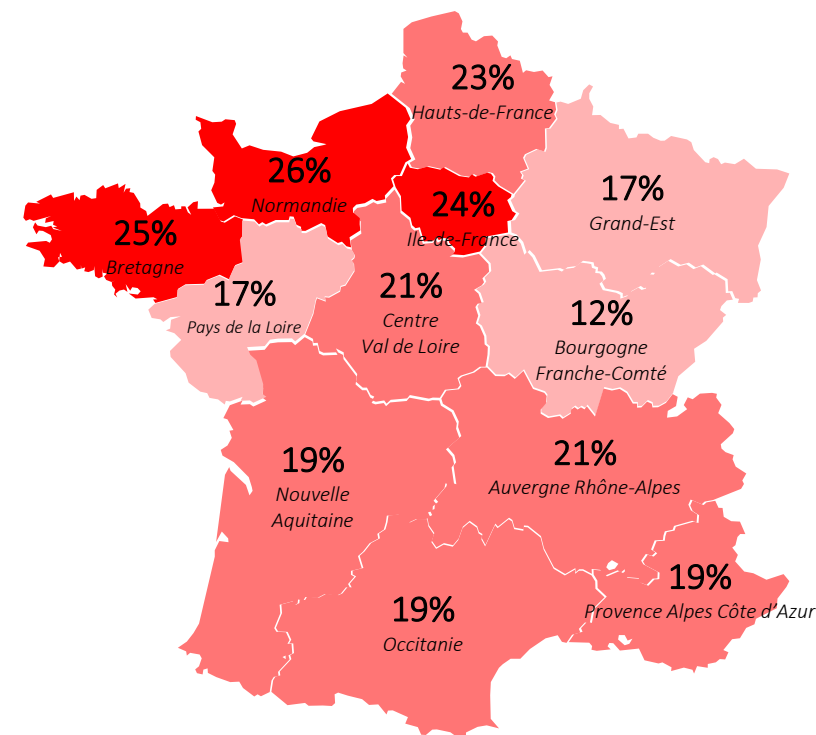 23%
Hauts-de-France
26%
Normandie
24%
Ile-de-France
17%
Grand-Est
25%
Bretagne
17%
Pays de la Loire
21%
Centre
Val de Loire
12%
Bourgogne
Franche-Comté
19%
Nouvelle
Aquitaine
21%
Auvergne Rhône-Alpes
19%
Provence Alpes Côte d'Azur
19%
Occitanie